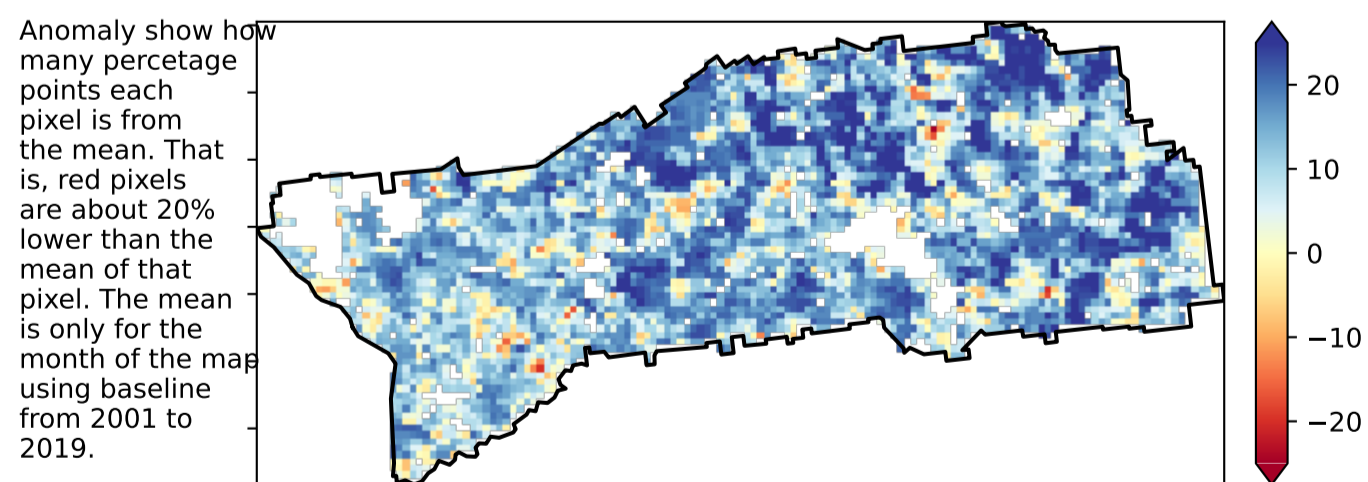 Anomaly show how
many percetage
points each
pixel is from
the mean. That
is, red pixels
are about 20%
lower than the
mean of that
pixel. The mean
is only for the
month of the map
using baseline
from 2001 to
2019.
20
10
0
−10
−20